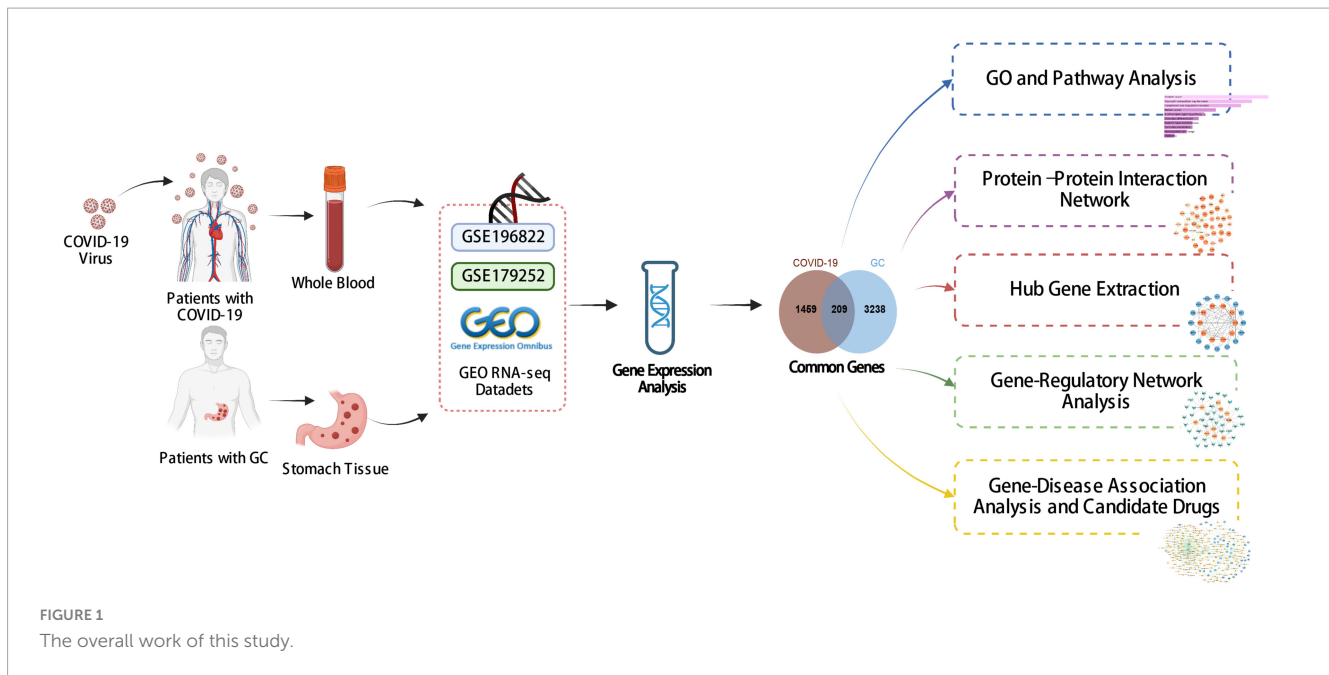 COVID-19
Virus
Patients with
COVID-19
Whole Blood
Patients with GC
Stomach Tissue
GSE196822
GSE179252
GEO
Gene Expression Omnibus
GEO RNA-seq
Datadets
Gene Expression
Analysis
COVID-19
GC
1459
209
3238
Common Genes
GO and Pathway Analysis
Protein –Protein Interaction
Network
Hub Gene Extraction
Gene-Regulatory Network
Analysis
Gene-Disease Association
Analysis and Candidate Drugs
FIGURE 1
The overall work of this study.